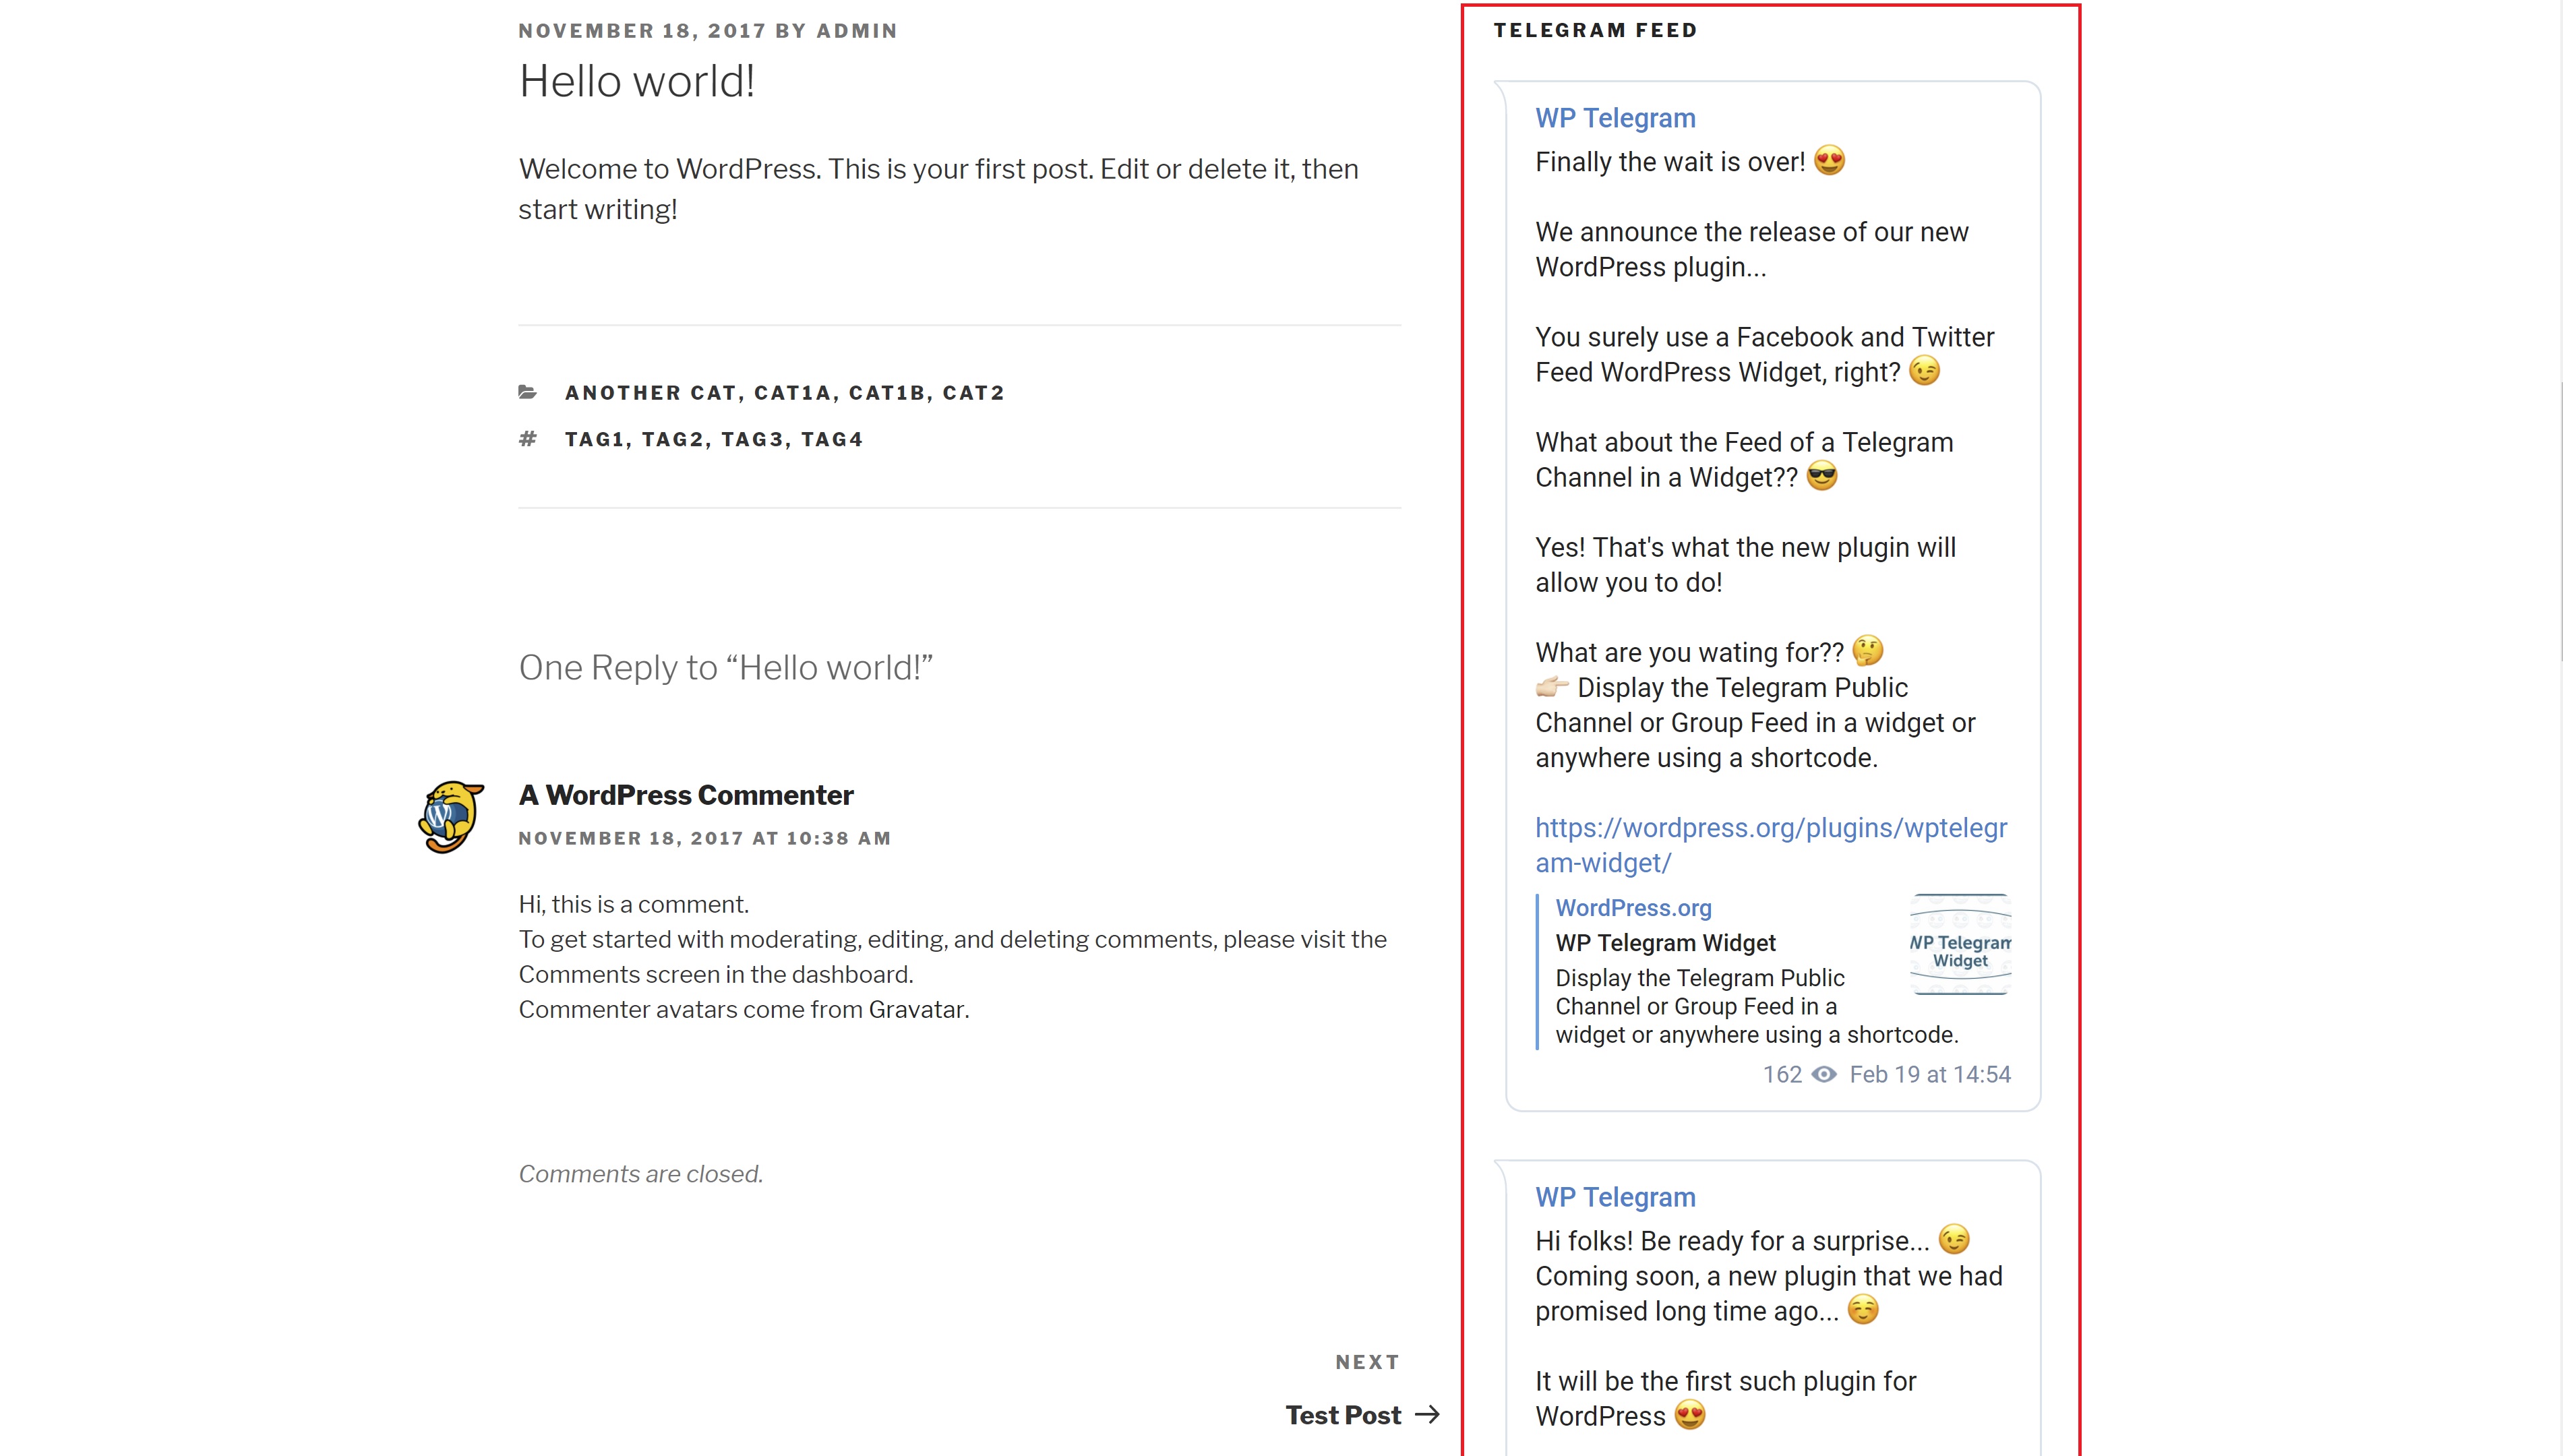 NOVEMBER 18, 2017 BY ADMIN
Hello world!
Welcome to WordPress. This is your first post. Edit or delete it, then
start writing!
ANOTHER CAT, CAT1A, CAT1B, CAT2
# TAG1, TAG2, TAG3, TAG4
One Reply to “Hello world!”
A WordPress Commenter
NOVEMBER 18, 2017 AT 10:38 AM
Hi, this is a comment.
To get started with moderating, editing, and deleting comments, please visit the
Comments screen in the dashboard.
Commenter avatars come from Gravatar.
Comments are closed.
NEXT
Test Post →
TELEGRAM FEED
WP Telegram
Finally the wait is over! 😍
We announce the release of our new
WordPress plugin...
You surely use a Facebook and Twitter
Feed WordPress Widget, right? 😉
What about the Feed of a Telegram
Channel in a Widget?? 😎
Yes! That's what the new plugin will
allow you to do!
What are you wating for?? 🤔
👉🏻 Display the Telegram Public
Channel or Group Feed in a widget or
anywhere using a shortcode.
https://wordpress.org/plugins/wptelegr
am-widget/
WordPress.org
WP Telegram Widget
Display the Telegram Public
Channel or Group Feed in a
widget or anywhere using a shortcode.
WP Telegram
Widget
162 Feb 19 at 14:54
WP Telegram
Hi folks! Be ready for a surprise... 😉
Coming soon, a new plugin that we had
promised long time ago... ☺️
It will be the first such plugin for
WordPress 😍